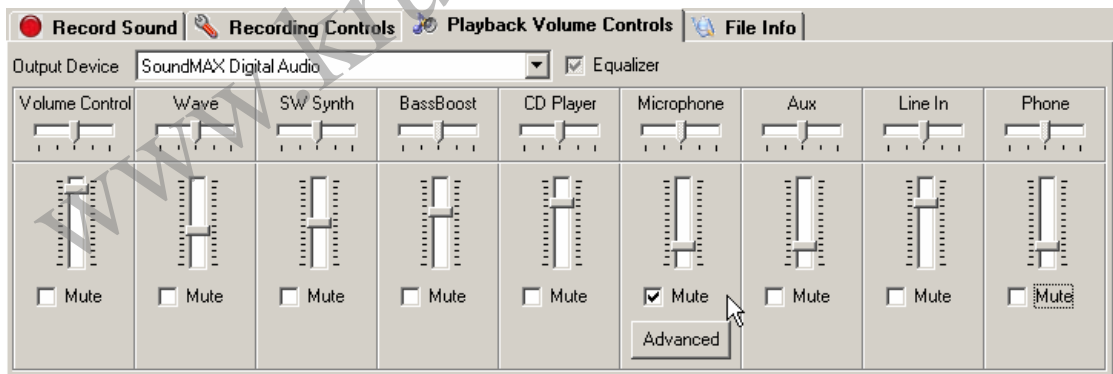 Record Sound Recording Controls Playback Volume Controls File Info
Output Device SoundMAX Digital Audio Equalizer
Volume Control Wave SW Synth BassBoost CD Player Microphone Aux Line In Phone
Mute Mute Mute Mute Mute Mute Mute Mute Mute
Advanced